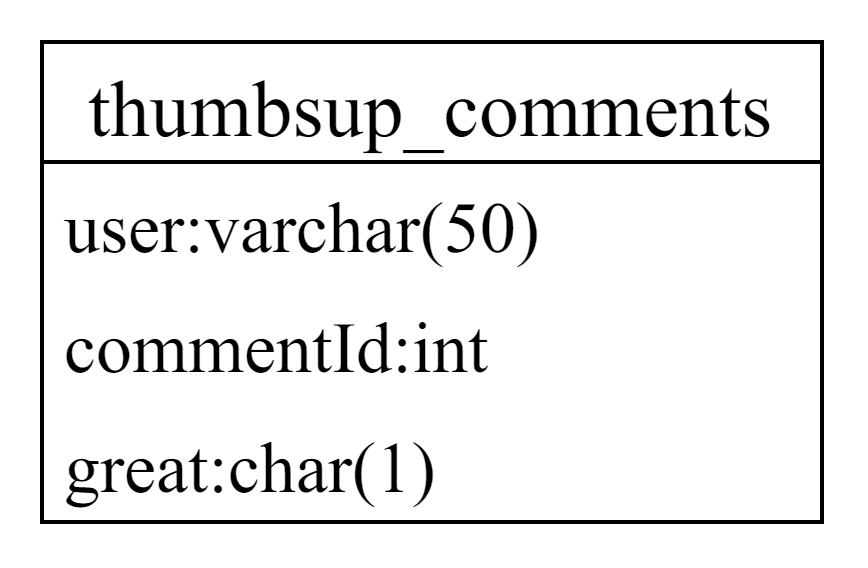 thumbsup_comments
user:varchar(50)
commentId:int
great:char(1)